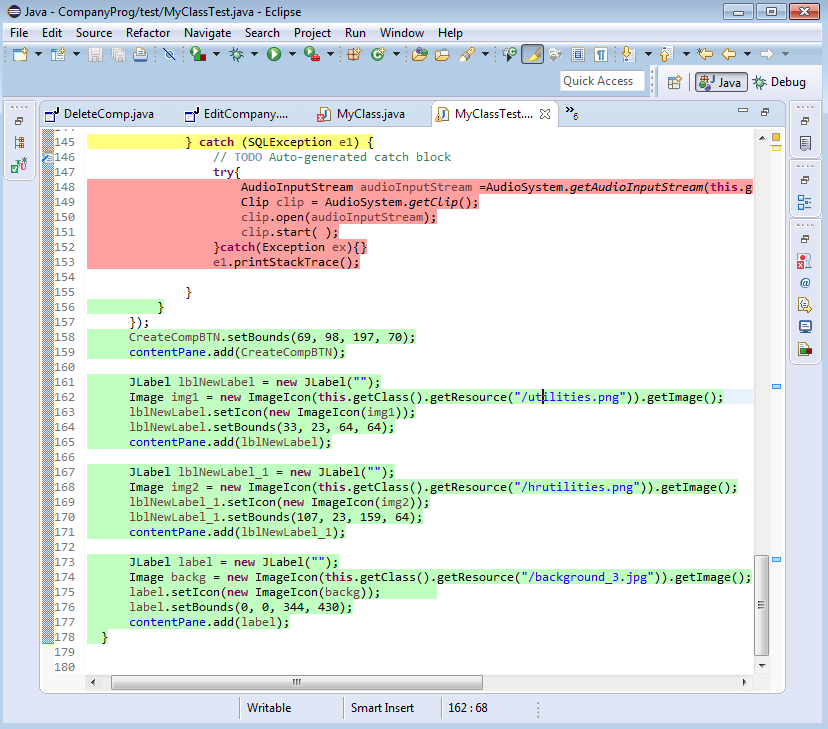 Java - CompanyProg/test/MyClassTest.java - Eclipse
File Edit Source Refactor Navigate Search Project Run Window Help
Quick Access Java Debug
DeleteComp.java EditCompany.... MyClass.java MyClassTest.... »6
145 } catch (SQLException e1) {
146 // TODO Auto-generated catch block
147 try{
148 AudioInputStream audioInputStream =AudioSystem.getAudioInputStream(this.g
149 Clip clip = AudioSystem.getClip();
150 clip.open(audioInputStream);
151 clip.start( );
152 }catch(Exception ex){}
153 e1.printStackTrace();
154
155 }
156 }
157 });
158 CreateCompBTN.setBounds(69, 98, 197, 70);
159 contentPane.add(CreateCompBTN);
160
161 JLabel lblNewLabel = new JLabel("");
162 Image img1 = new ImageIcon(this.getClass().getResource("/utilities.png")).getImage();
163 lblNewLabel.setIcon(new ImageIcon(img1));
164 lblNewLabel.setBounds(33, 23, 64, 64);
165 contentPane.add(lblNewLabel);
166
167 JLabel lblNewLabel_1 = new JLabel("");
168 Image img2 = new ImageIcon(this.getClass().getResource("/hrutilities.png")).getImage();
169 lblNewLabel_1.setIcon(new ImageIcon(img2));
170 lblNewLabel_1.setBounds(107, 23, 159, 64);
171 contentPane.add(lblNewLabel_1);
172
173 JLabel label = new JLabel("");
174 Image backg = new ImageIcon(this.getClass().getResource("/background_3.jpg")).getImage();
175 label.setIcon(new ImageIcon(backg));
176 label.setBounds(0, 0, 344, 430);
177 contentPane.add(label);
178 }
179
180
Writable Smart Insert 162 : 68